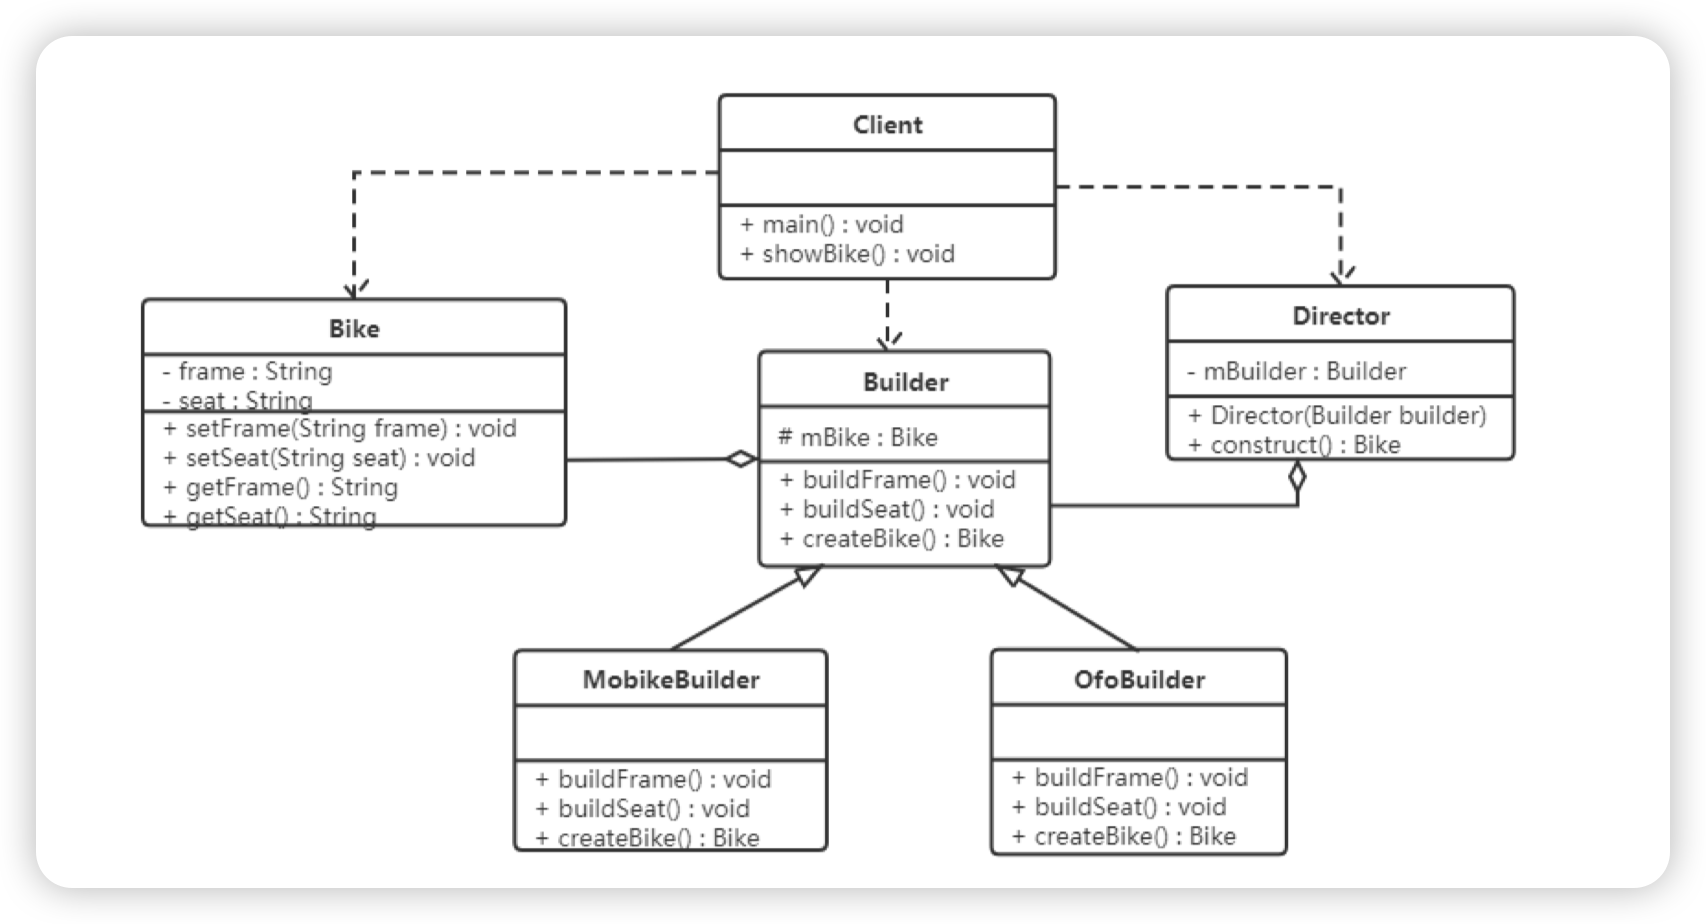 Client
+ main() : void
+ showBike() : void
Bike
- frame : String
- seat : String
+ setFrame(String frame) : void
+ setSeat(String seat) : void
+ getFrame() : String
+ getSeat() : String
Builder
# mBike : Bike
+ buildFrame() : void
+ buildSeat() : void
+ createBike() : Bike
Director
- mBuilder : Builder
+ Director(Builder builder)
+ construct() : Bike
MobikeBuilder
+ buildFrame() : void
+ buildSeat() : void
+ createBike() : Bike
OfoBuilder
+ buildFrame() : void
+ buildSeat() : void
+ createBike() : Bike